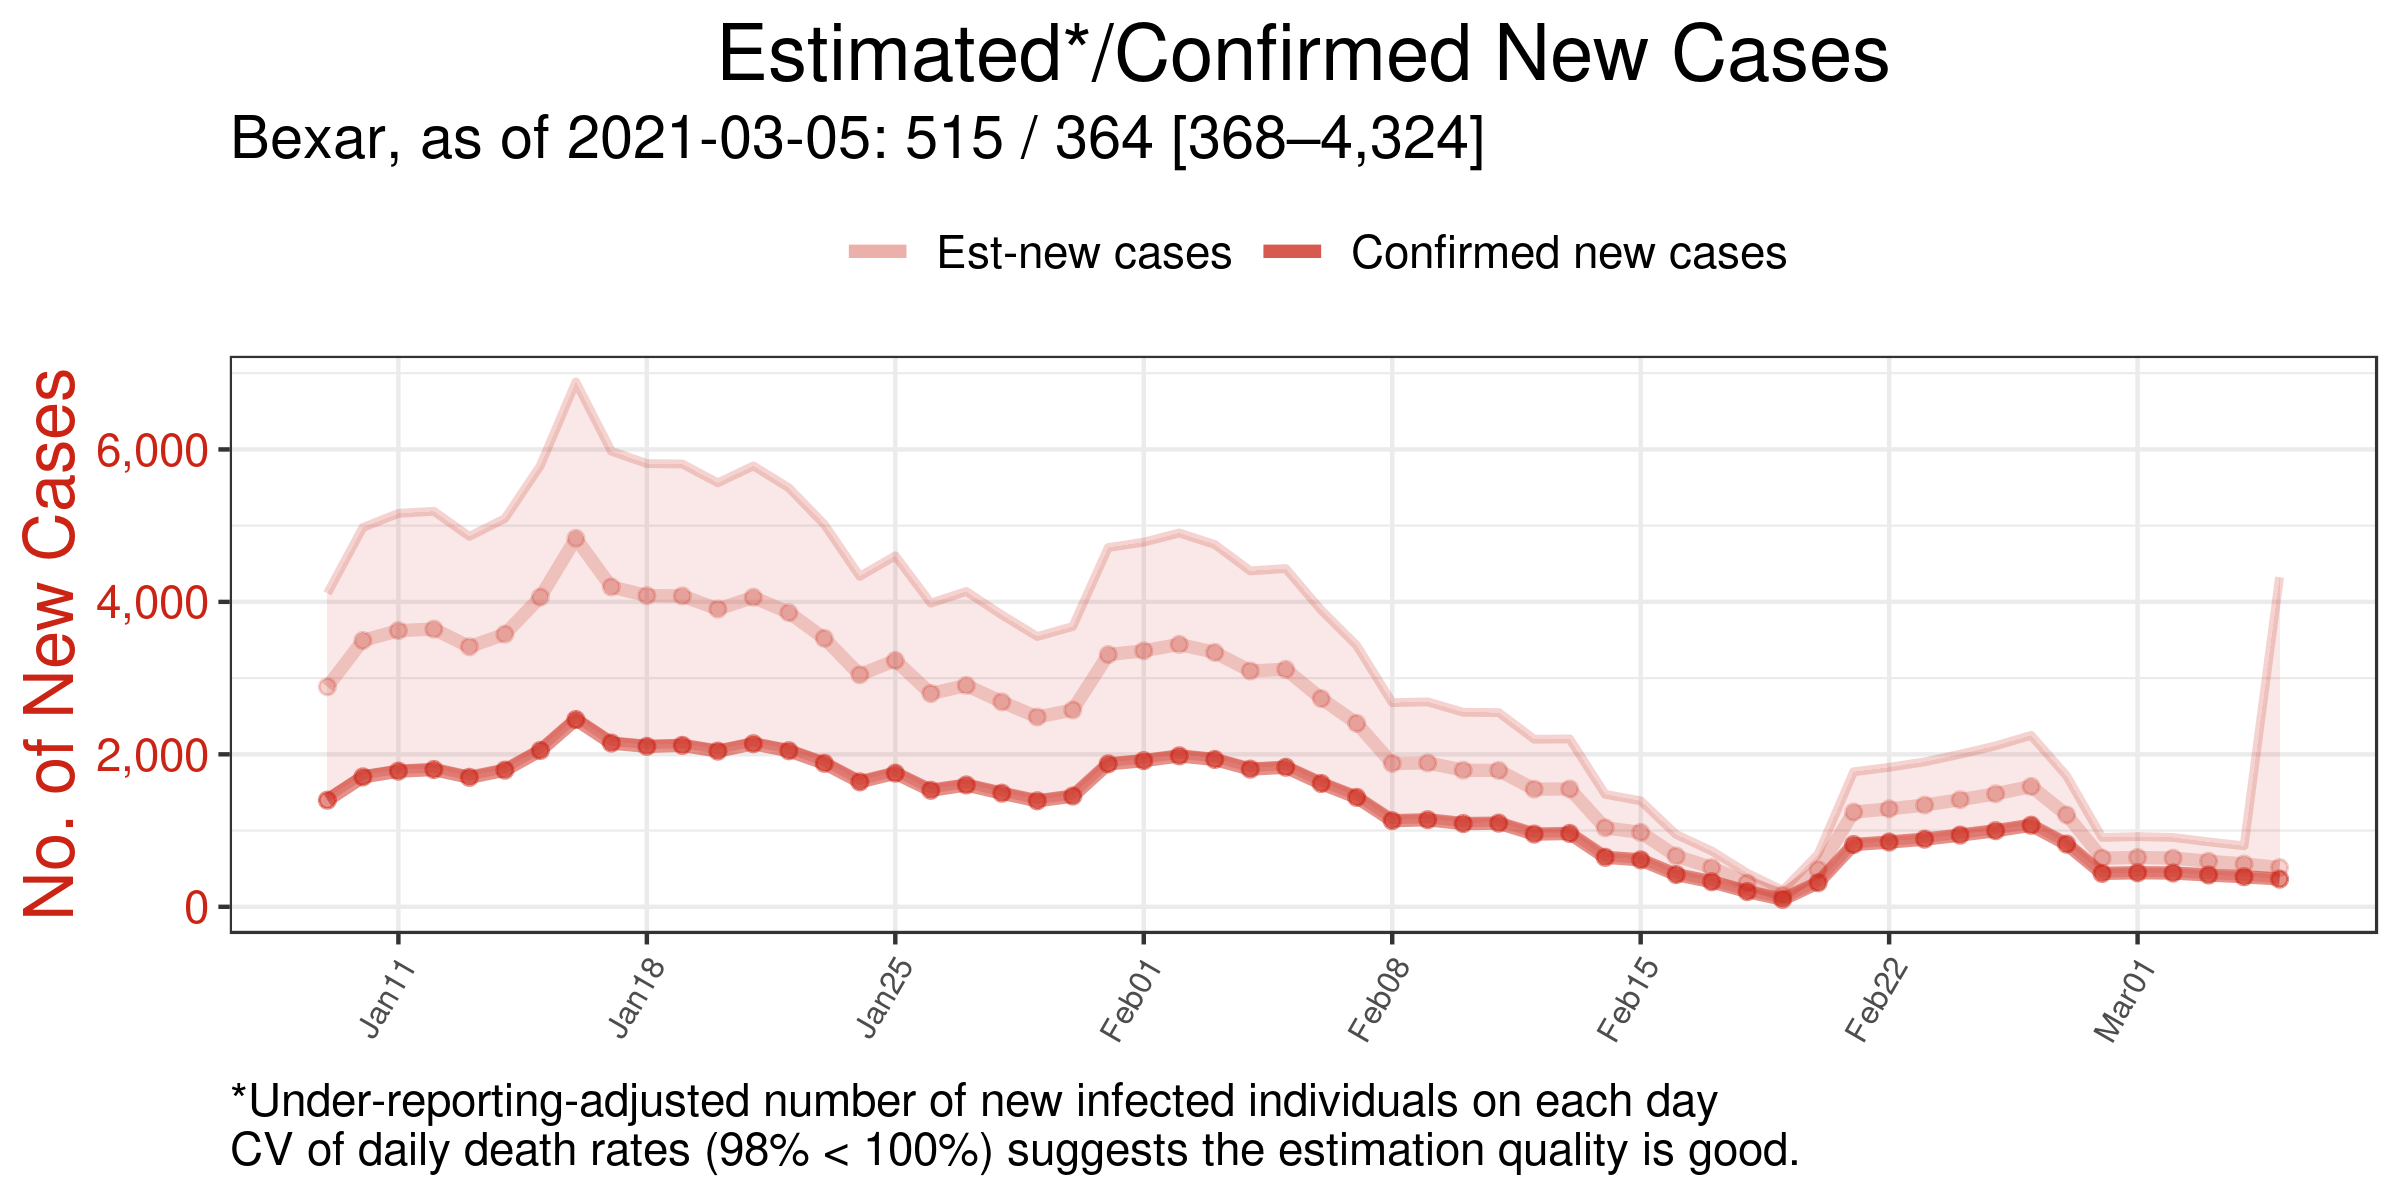 Estimated*/Confirmed New Cases
Bexar, as of 2021-03-05: 515 / 364 [368–4,324]
Est-new cases
Confirmed new cases
No. of New Cases
6,000
4,000
2,000
0
Jan11
Jan18
Jan25
Feb01
Feb08
Feb15
Feb22
Mar01
*Under-reporting-adjusted number of new infected individuals on each day
CV of daily death rates (98% < 100%) suggests the estimation quality is good.